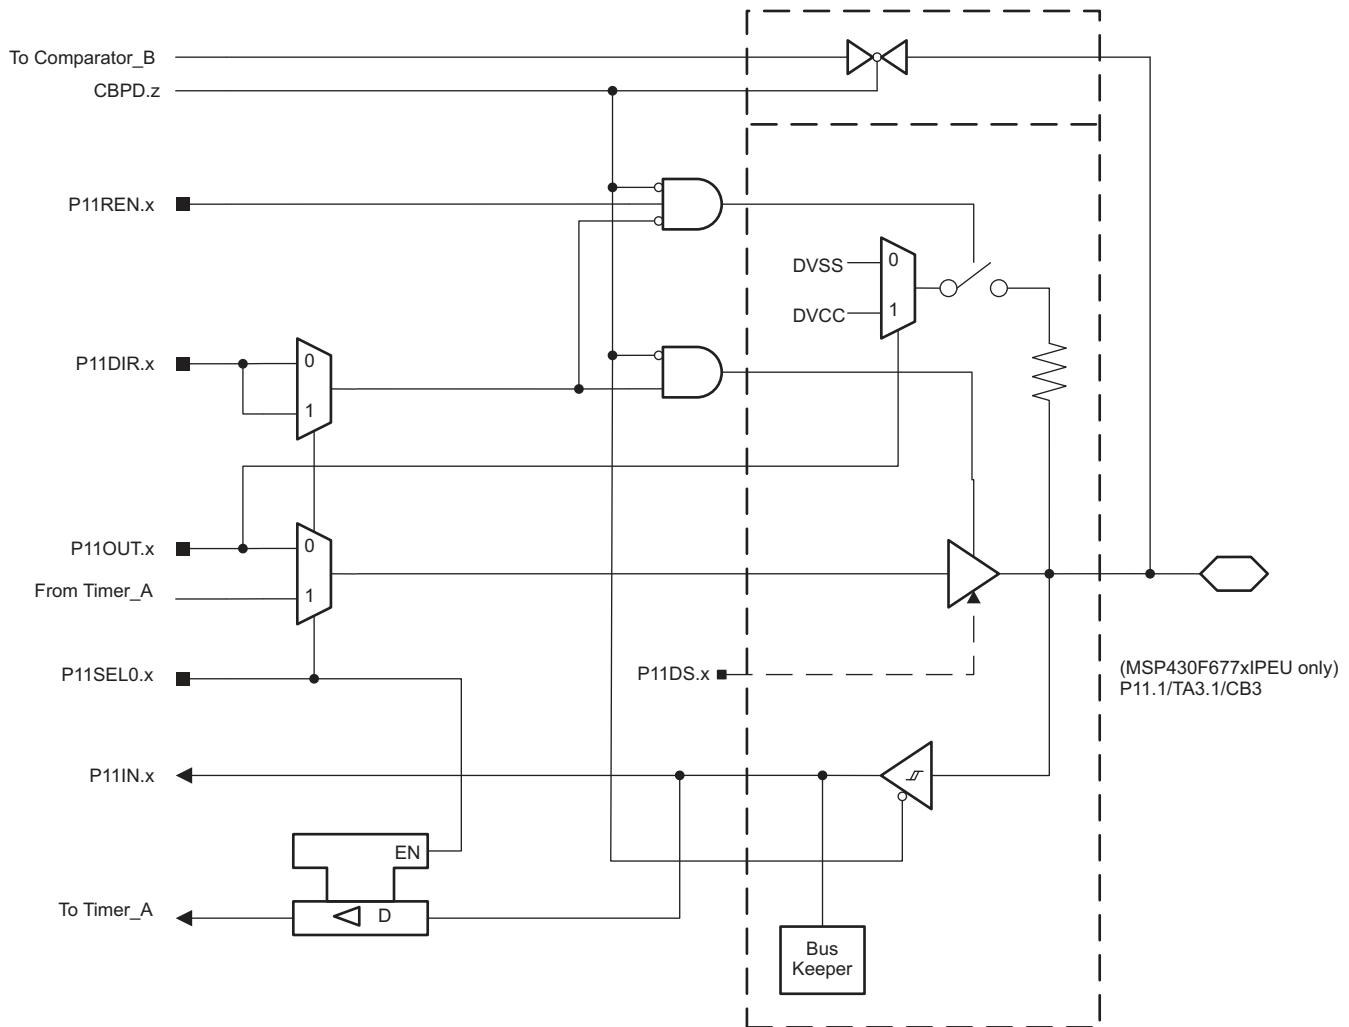 To Comparator_B
CBPD.z
P11REN.x
DVSS
0
DVCC
1
P11DIR.x
0
1
P11OUT.x
0
From Timer_A
1
P11SEL0.x
P11DS.x
(MSP430F677xIPEU only)
P11.1/TA3.1/CB3
P11IN.x
EN
To Timer_A
D
Bus
Keeper